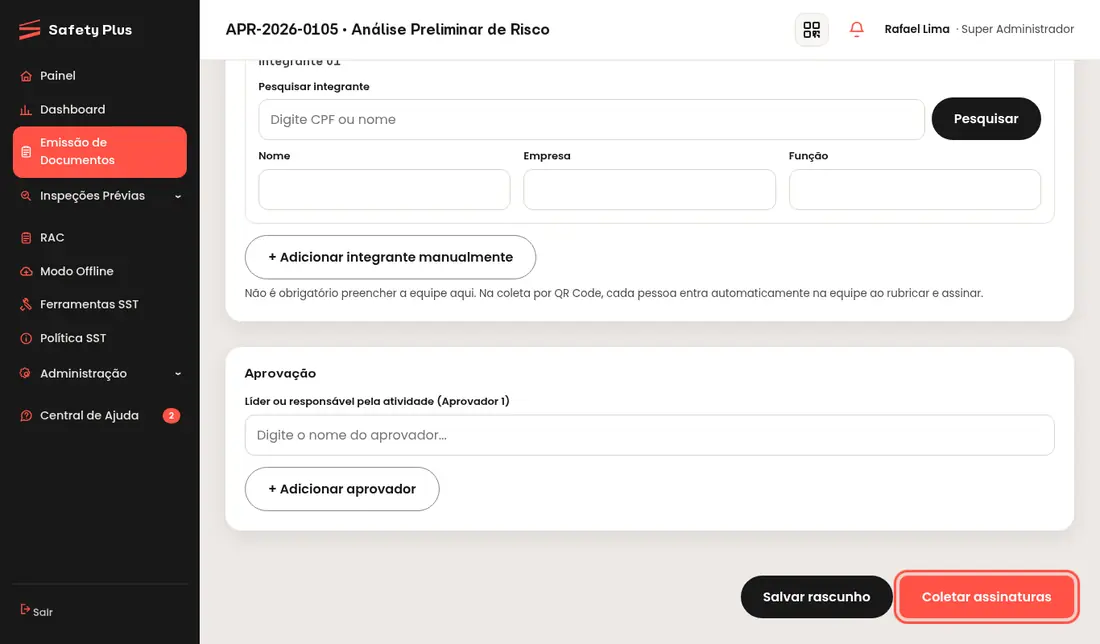 Safety Plus
Painel
Dashboard
Emissão de
Documentos
Inspeções Prévias
RAC
Modo Offline
Ferramentas SST
Política SST
Administração
Central de Ajuda 2
Sair
APR-2026-0105 • Análise Preliminar de Risco
Rafael Lima · Super Administrador
Integrante 01
Pesquisar integrante
Digite CPF ou nome
Pesquisar
Nome Empresa Função
+ Adicionar integrante manualmente
Não é obrigatório preencher a equipe aqui. Na coleta por QR Code, cada pessoa entra automaticamente na equipe ao rubricar e assinar.
Aprovação
Líder ou responsável pela atividade (Aprovador 1)
Digite o nome do aprovador...
+ Adicionar aprovador
Salvar rascunho Coletar assinaturas